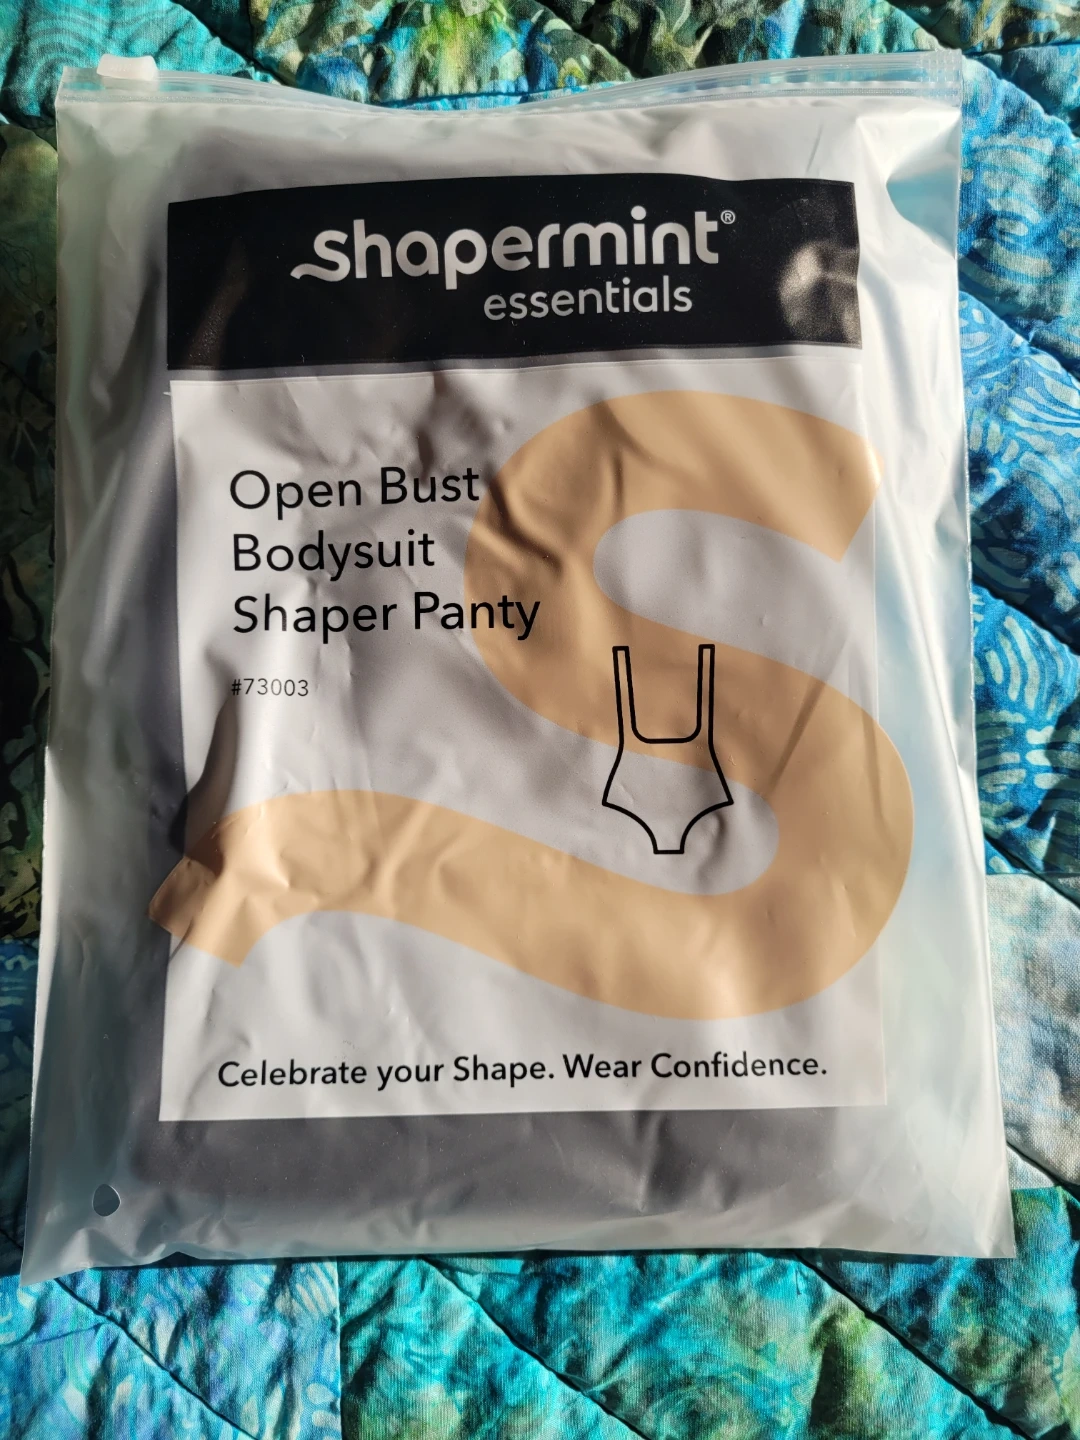 shapermint®
essentials
Open Bust
Bodysuit
Shaper Panty
#73003
Celebrate your Shape. Wear Confidence.